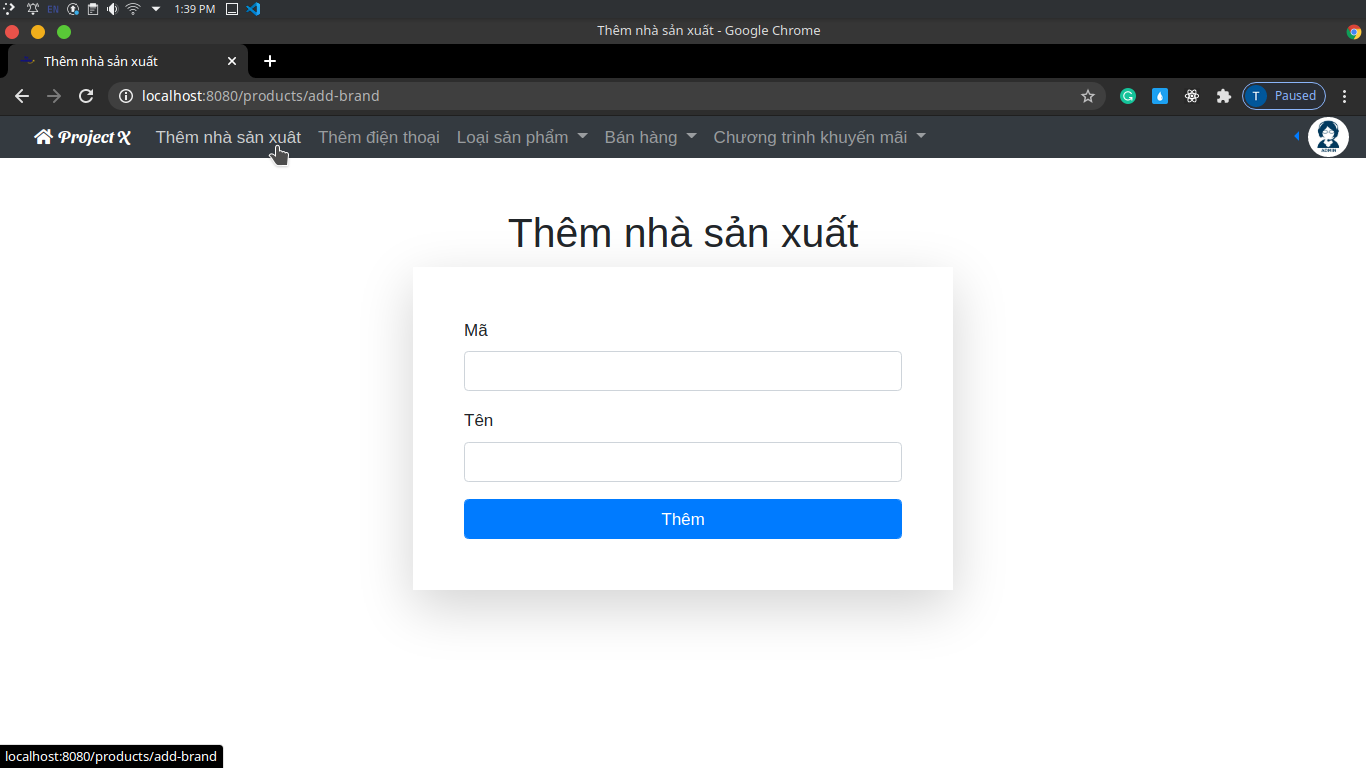 EN 1:39 PM
Thêm nhà sản xuất - Google Chrome
Thêm nhà sản xuất
localhost:8080/products/add-brand
T Paused
Project X Thêm nhà sản xuất Thêm điện thoại Loại sản phẩm Bán hàng Chương trình khuyến mãi
ADMIN
Thêm nhà sản xuất
Mã
Tên
Thêm
localhost:8080/products/add-brand